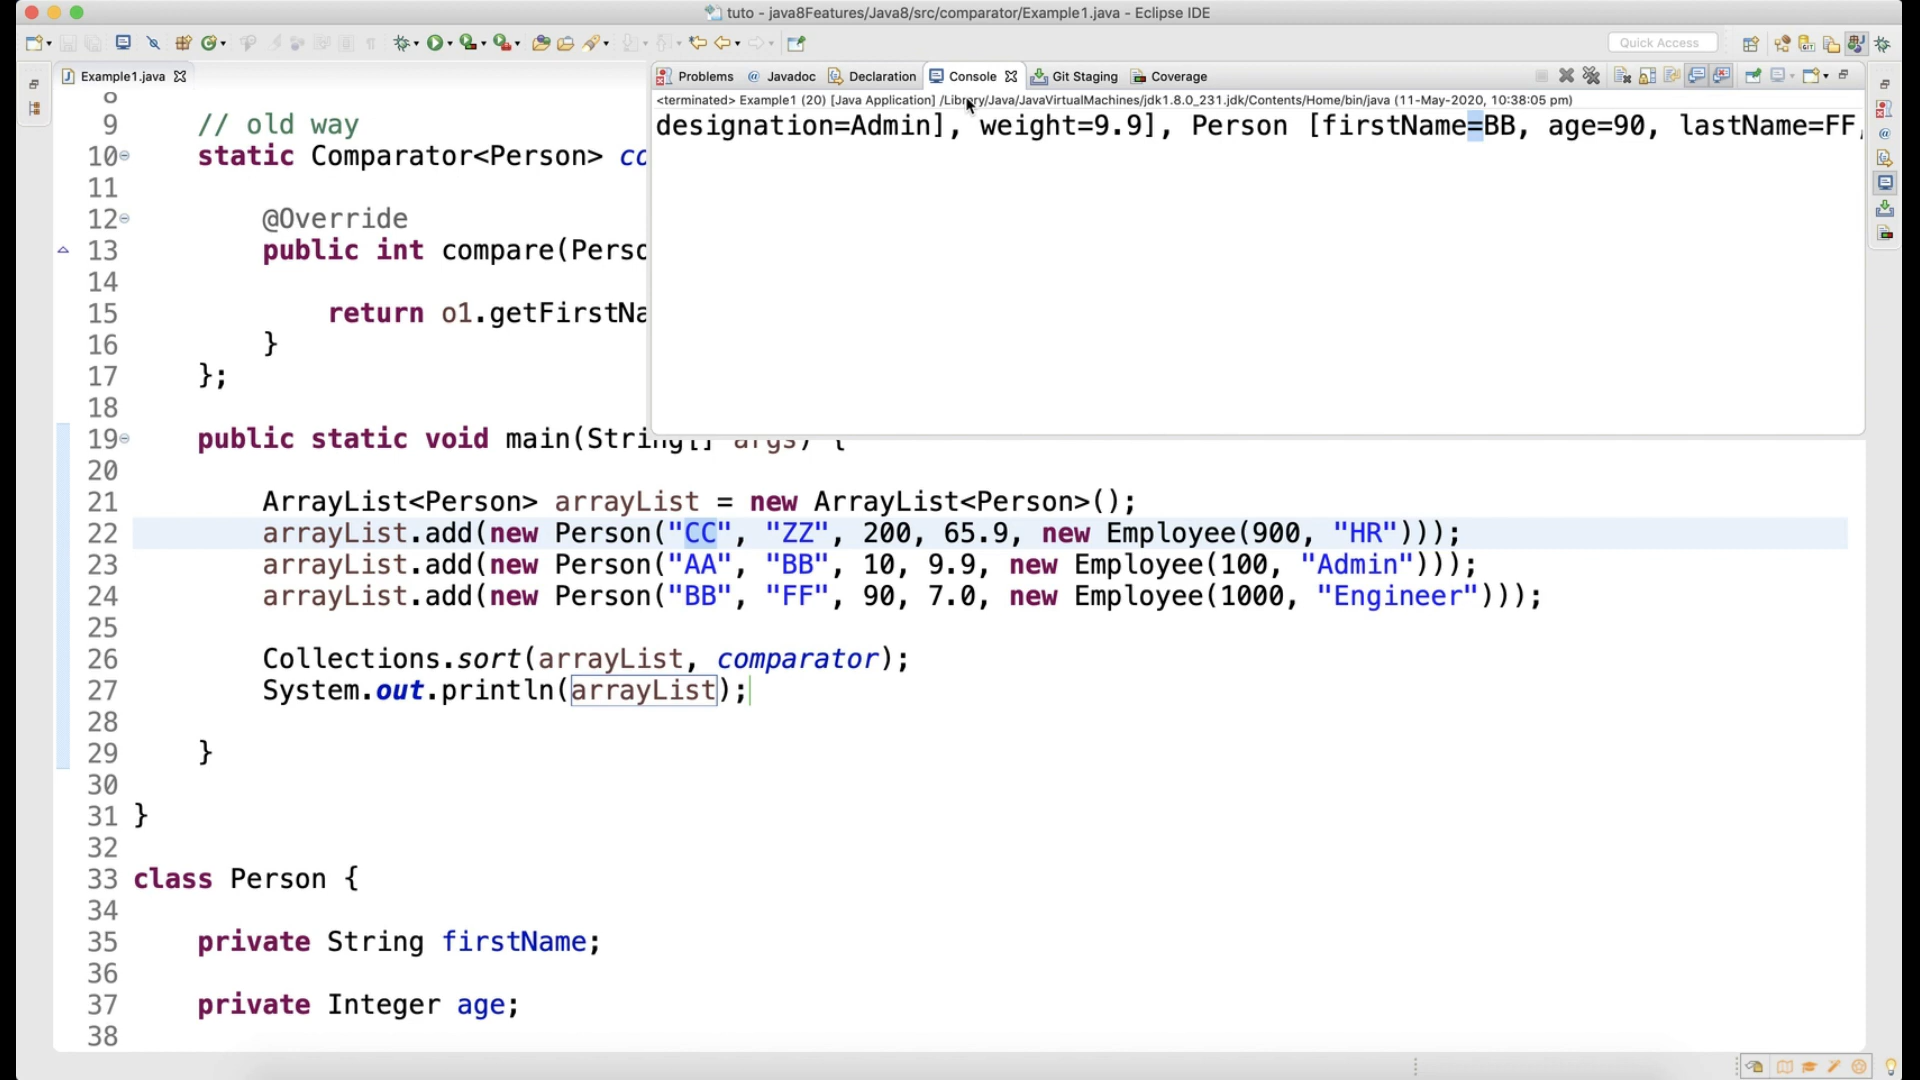 tuto - java8Features/Java8/src/comparator/Example1.java - Eclipse IDE
Quick Access
Example1.java
Problems @ Javadoc Declaration Console Git Staging Coverage
<terminated> Example1 (20) [Java Application] /Library/Java/JavaVirtualMachines/jdk1.8.0_231.jdk/Contents/Home/bin/java (11-May-2020, 10:38:05 pm)
designation=Admin], weight=9.9], Person [firstName=BB, age=90, lastName=FF,
8
9 // old way
10 static Comparator<Person> co
11
12 @Override
13 public int compare(Perso
14
15 return o1.getFirstNa
16 }
17 };
18
19 public static void main(String[] args) {
20
21 ArrayList<Person> arrayList = new ArrayList<Person>();
22 arrayList.add(new Person("CC", "ZZ", 200, 65.9, new Employee(900, "HR")));
23 arrayList.add(new Person("AA", "BB", 10, 9.9, new Employee(100, "Admin")));
24 arrayList.add(new Person("BB", "FF", 90, 7.0, new Employee(1000, "Engineer")));
25
26 Collections.sort(arrayList, comparator);
27 System.out.println(arrayList);
28
29 }
30
31 }
32
33 class Person {
34
35 private String firstName;
36
37 private Integer age;
38